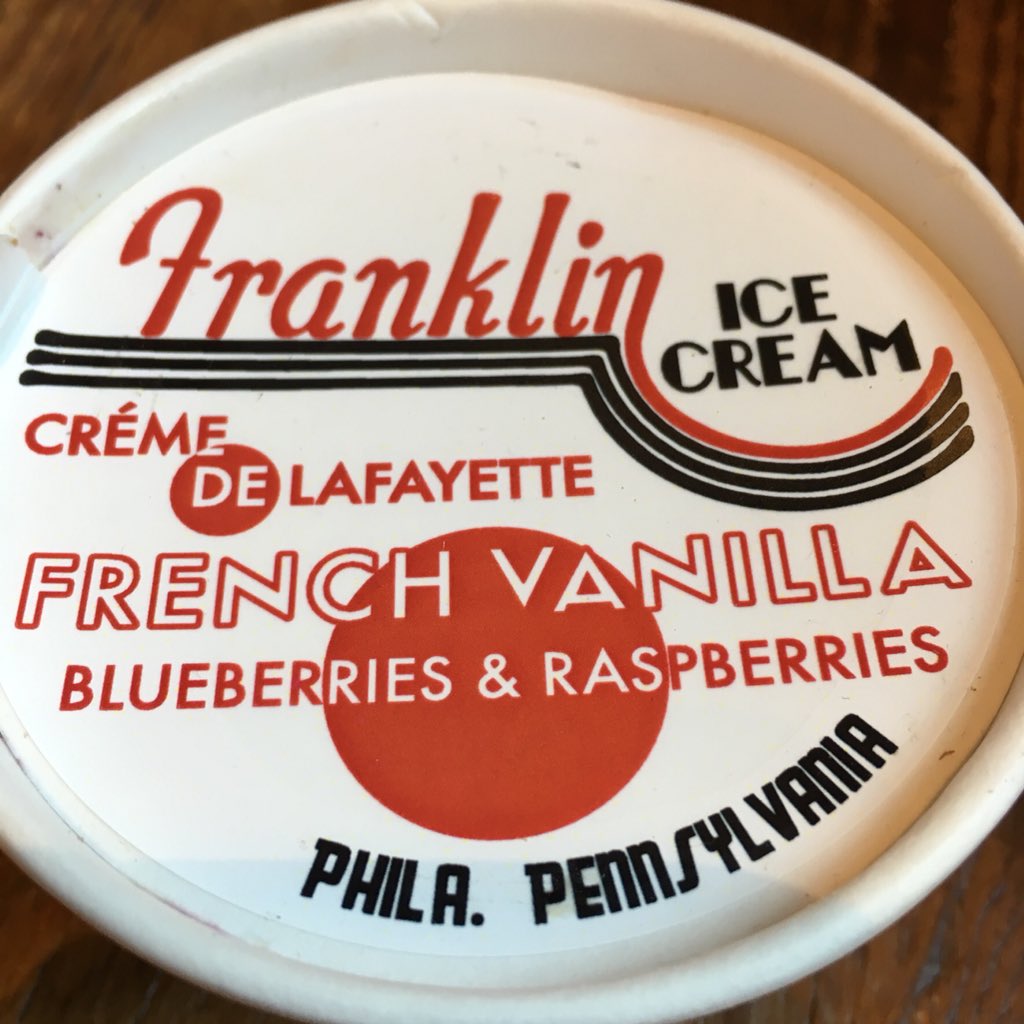 Franklin
ICE
CREAM
CRÉME
DE LAFAYETTE
FRENCH VANILLA
BLUEBERRIES & RASPBERRIES
PHILA. PENNSYLVANIA